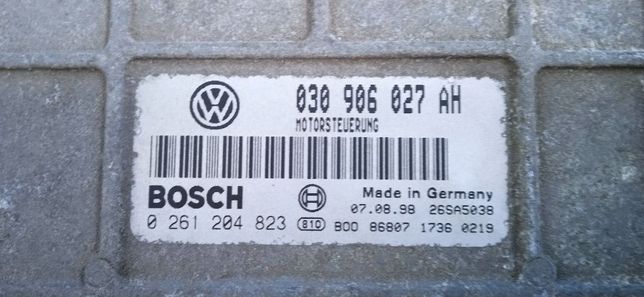 030 906 027 AH
MOTORSTEUERUNG
BOSCH
Made in Germany
07.08.98 26SA5038
0 261 204 823 810 B00 86807 1736 0219